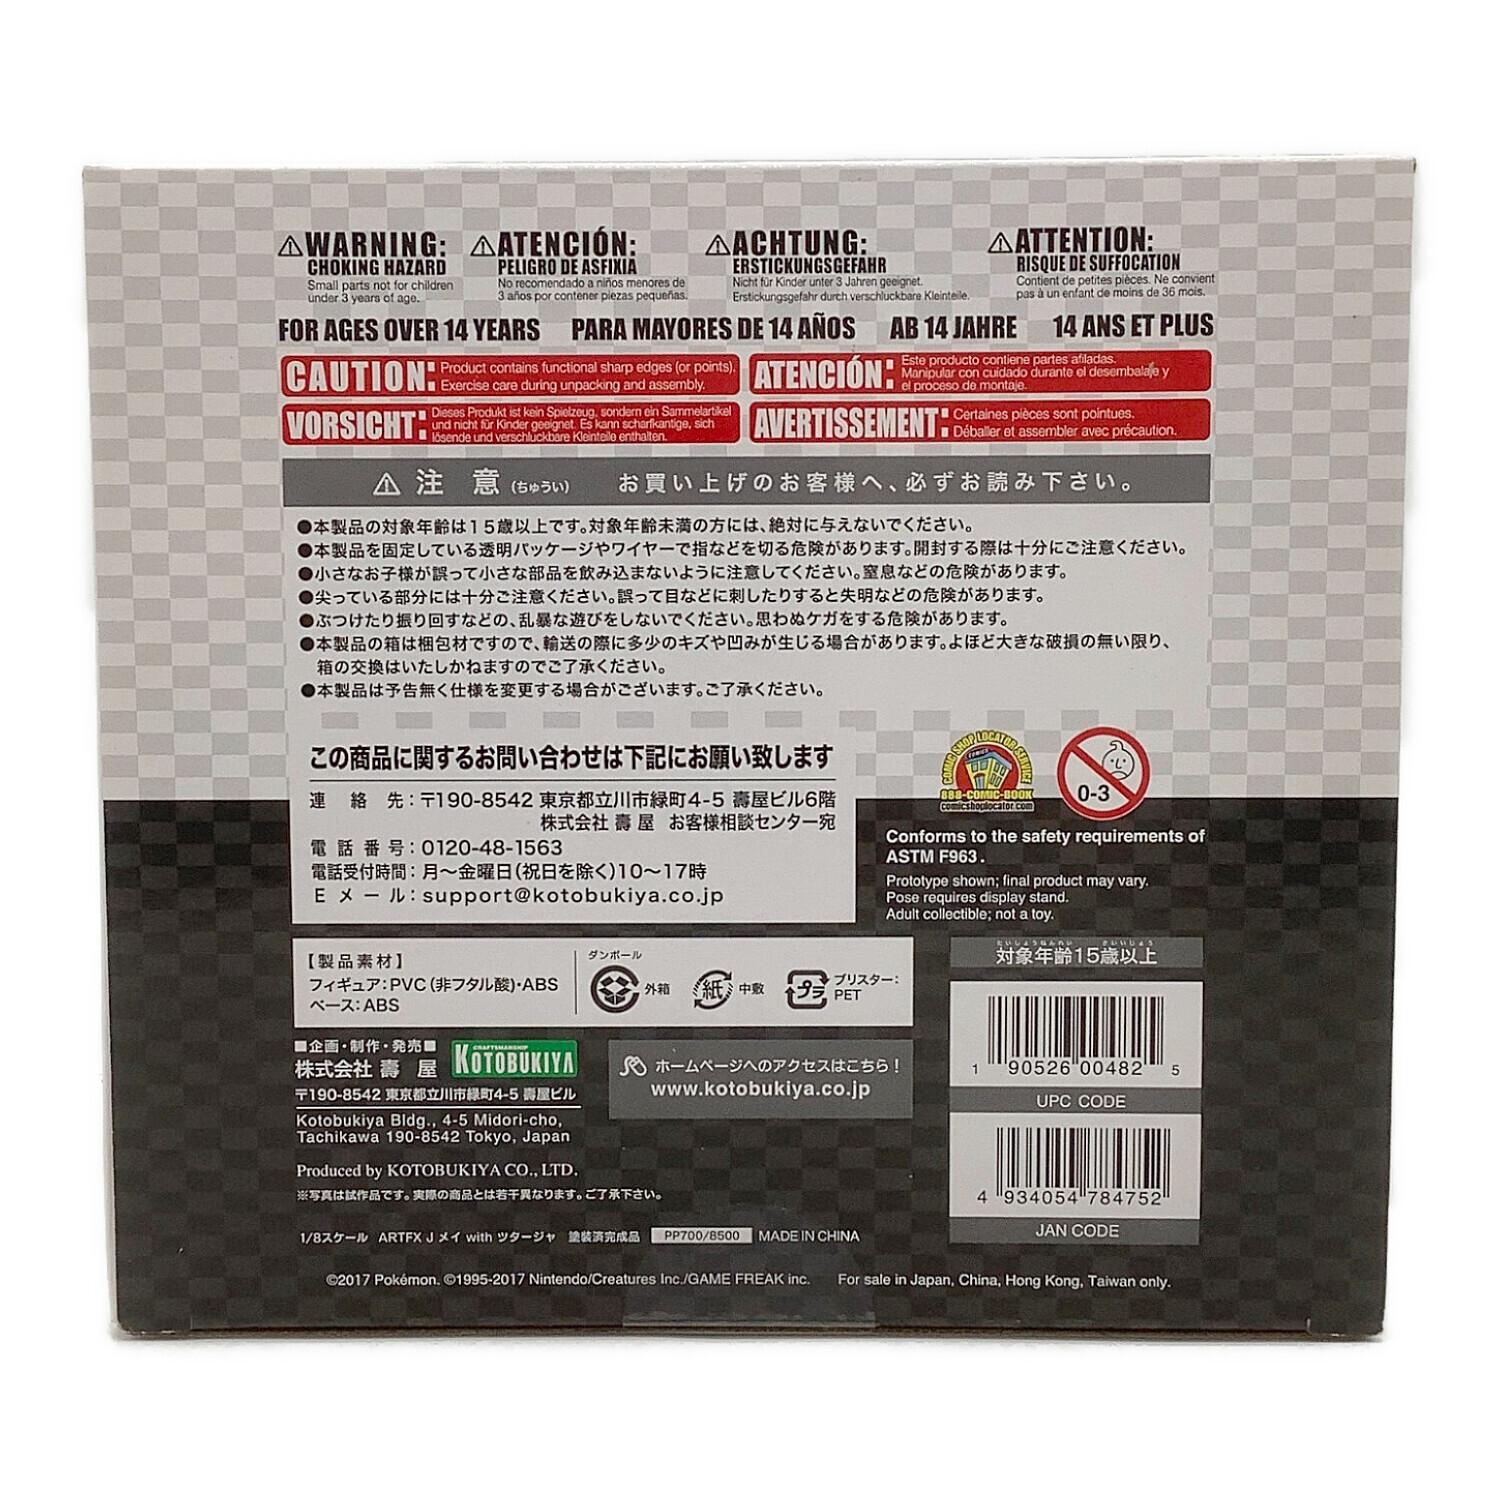 ⚠WARNING:
CHOKING HAZARD
Small parts not for children
under 3 years of age.
⚠ATENCIÓN:
PELIGRO DE ASFIXIA
No recomendado a niños menores de
3 años por contener piezas pequeñas.
⚠ACHTUNG:
ERSTICKUNGSGEFAHR
Nicht für Kinder unter 3 Jahren geeignet.
Erstickungsgefahr durch verschluckbare Kleinteile.
⚠ATTENTION:
RISQUE DE SUFFOCATION
Contient de petites pièces. Ne convient
pas à un enfant de moins de 36 mois.
FOR AGES OVER 14 YEARS PARA MAYORES DE 14 AÑOS AB 14 JAHRE 14 ANS ET PLUS
CAUTION: Product contains functional sharp edges (or points).
Exercise care during unpacking and assembly.
ATENCIÓN: Este producto contiene partes afiladas.
Manipular con cuidado durante el desembalaje y
el proceso de montaje.
VORSICHT: Dieses Produkt ist kein Spielzeug, sondern ein Sammelartikel
und nicht für Kinder geeignet. Es kann scharfkantige, sich
lösende und verschluckbare Kleinteile enthalten.
AVERTISSEMENT: Certaines pièces sont pointues.
Déballer et assembler avec précaution.
⚠ 注 意 (ちゅうい) お買い上げのお客様へ、必ずお読み下さい。
●本製品の対象年齢は15歳以上です。対象年齢未満の方には、絶対に与えないでください。
●本製品を固定している透明パッケージやワイヤーで指などを切る危険があります。開封する際は十分にご注意ください。
●小さなお子様が誤って小さな部品を飲み込まないように注意してください。窒息などの危険があります。
●尖っている部分には十分ご注意ください。誤って目などに刺したりすると失明などの危険があります。
●ぶつけたり振り回すなどの、乱暴な遊びをしないでください。思わぬケガをする危険があります。
●本製品の箱は梱包材ですので、輸送の際に多少のキズや凹みが生じる場合があります。よほど大きな破損の無い限り、
箱の交換はいたしかねますのでご了承ください。
●本製品は予告無く仕様を変更する場合がございます。ご了承ください。
この商品に関するお問い合わせは下記にお願い致します
連 絡 先：〒190-8542 東京都立川市緑町4-5 壽屋ビル6階
株式会社 壽 屋 お客様相談センター宛
電 話 番 号：0120-48-1563
電話受付時間：月～金曜日（祝日を除く）10～17時
E メ ー ル：support@kotobukiya.co.jp
COMIC SHOP LOCATOR SERVICE
COMICS
888-COMIC-BOOK
comicshoplocator.com
0-3
Conforms to the safety requirements of
ASTM F963.
Prototype shown; final product may vary.
Pose requires display stand.
Adult collectible; not a toy.
【製品素材】
フィギュア：PVC（非フタル酸）・ABS
ベース：ABS
ダンボール
外箱
紙 中敷
プラ ブリスター：
PET
たいしょうねんれい さいいじょう
対象年齢15歳以上
1 90526 00482 5
UPC CODE
4 934054 784752
JAN CODE
■企画・制作・発売■
株式会社 壽 屋
CRAFTSMANSHIP
KOTOBUKIYA
〒190-8542 東京都立川市緑町4-5 壽屋ビル
Kotobukiya Bldg., 4-5 Midori-cho,
Tachikawa 190-8542 Tokyo, Japan
Produced by KOTOBUKIYA CO., LTD.
ホームページへのアクセスはこちら！
www.kotobukiya.co.jp
※写真は試作品です。実際の商品とは若干異なります。ご了承下さい。
1/8スケール ARTFX J メイ with ツタージャ 塗装済完成品 PP700/8500 MADE IN CHINA
©2017 Pokémon. ©1995-2017 Nintendo/Creatures Inc./GAME FREAK inc. For sale in Japan, China, Hong Kong, Taiwan only.